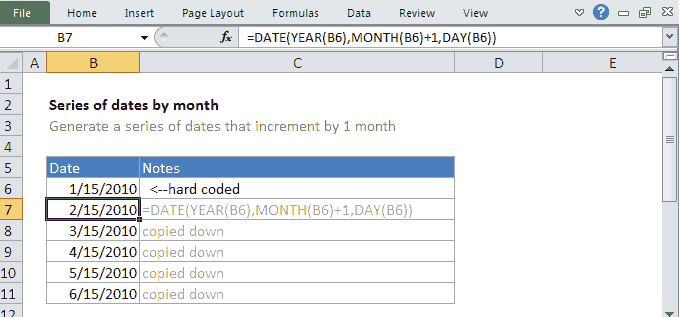 File Home Insert Page Layout Formulas Data Review View
B7 fx =DATE(YEAR(B6),MONTH(B6)+1,DAY(B6))
A B C D E
1
2 Series of dates by month
3 Generate a series of dates that increment by 1 month
4
5 Date Notes
6 1/15/2010 <--hard coded
7 2/15/2010 =DATE(YEAR(B6),MONTH(B6)+1,DAY(B6))
8 3/15/2010 copied down
9 4/15/2010 copied down
10 5/15/2010 copied down
11 6/15/2010 copied down
12